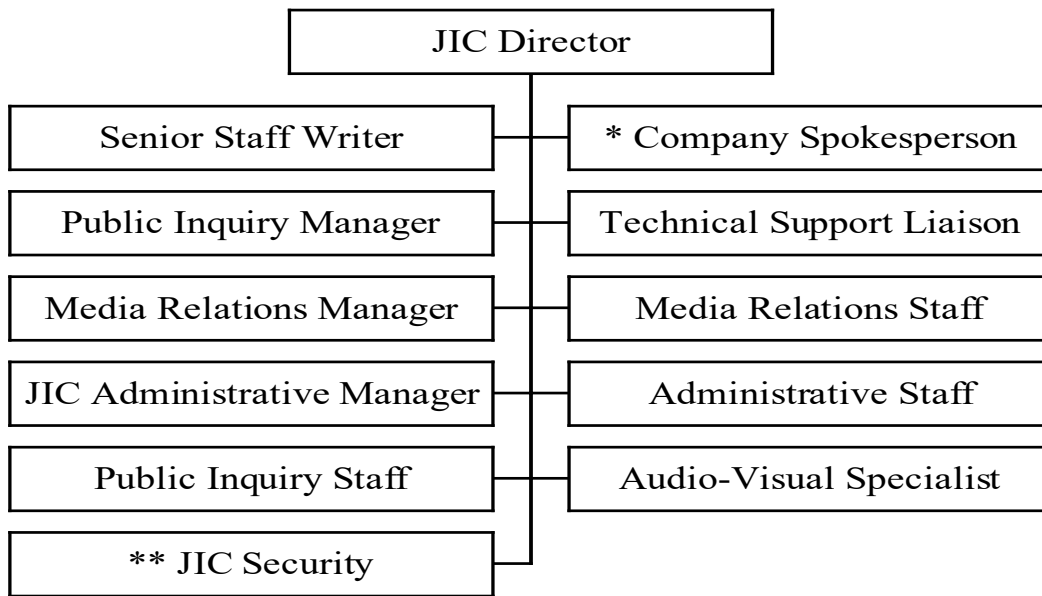 JIC Director
Senior Staff Writer
* Company Spokesperson
Public Inquiry Manager
Technical Support Liaison
Media Relations Manager
Media Relations Staff
JIC Administrative Manager
Administrative Staff
Public Inquiry Staff
Audio-Visual Specialist
** JIC Security